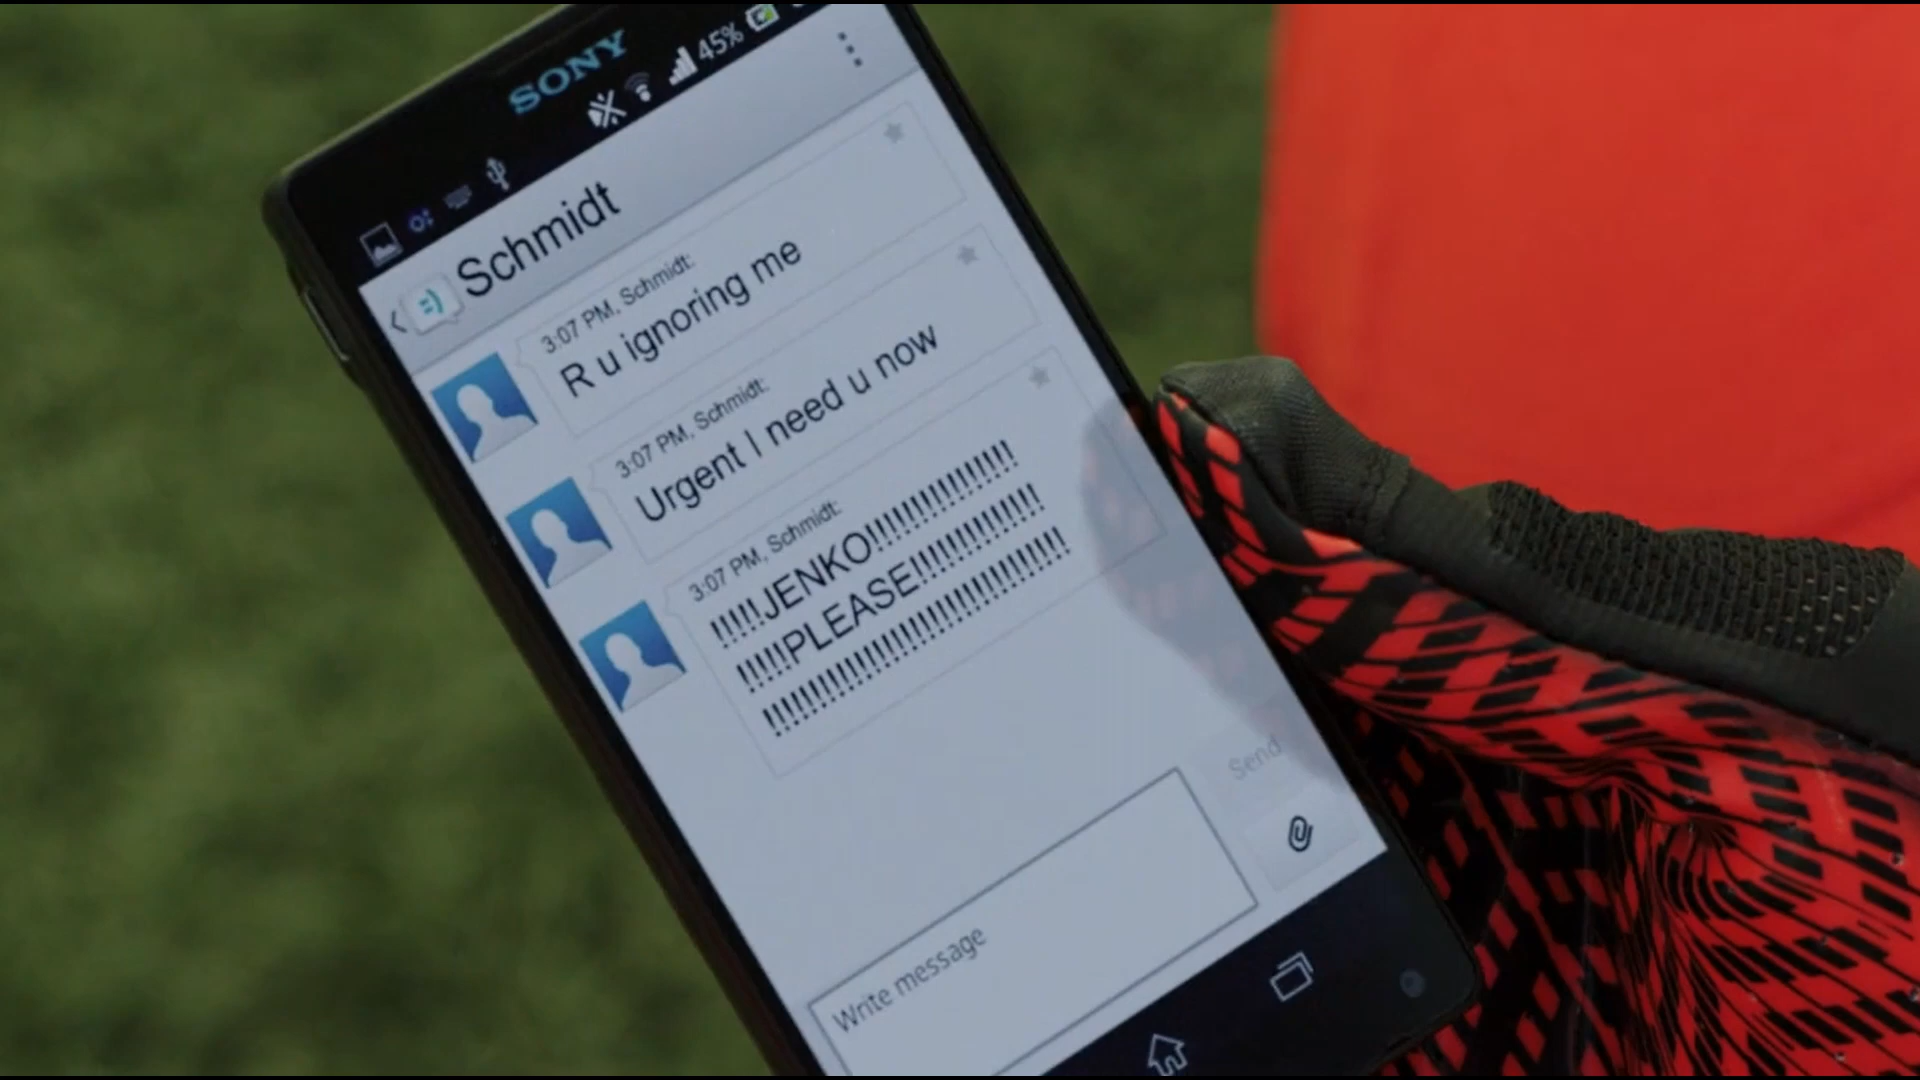 SONY
45%
Schmidt
3:07 PM, Schmidt:
R u ignoring me
3:07 PM, Schmidt:
Urgent I need u now
3:07 PM, Schmidt:
!!!!!JENKO!!!!!!!!!!!!!!!!!
!!!!!PLEASE!!!!!!!!!!!!!!!
!!!!!!!!!!!!!!!!!!!!!!!!!!!!!!!!!!!
Send
Write message